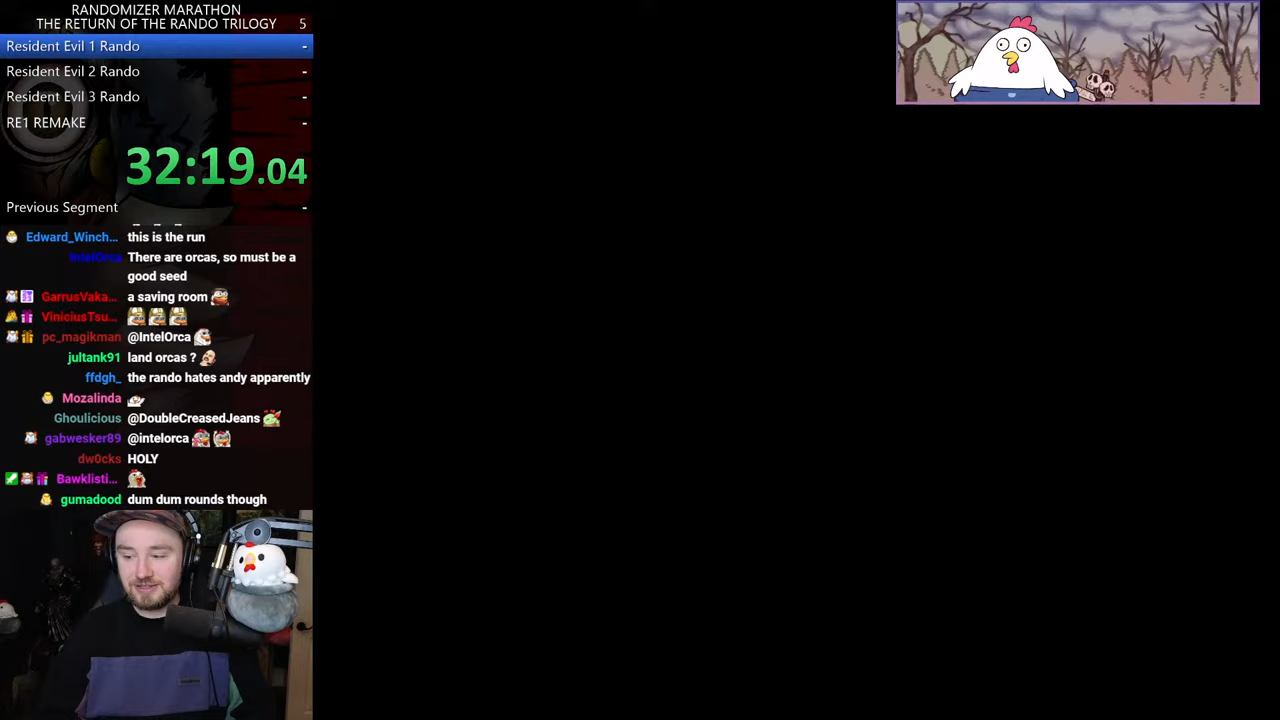 RANDOMIZER MARATHON
THE RETURN OF THE RANDO TRILOGY 5
Resident Evil 1 Rando -
Resident Evil 2 Rando -
Resident Evil 3 Rando -
RE1 REMAKE -
32:19.04
Previous Segment -
Edward_Winch... this is the run
IntelOrca There are orcas, so must be a
good seed
GarrusVaka... a saving room
ViniciusTsu...
pc_magikman @IntelOrca
jultank91 land orcas ?
ffdgh_ the rando hates andy apparently
Mozalinda
Ghoulicious @DoubleCreasedJeans
gabwesker89 @intelorca
dw0cks HOLY
Bawklisti...
gumadood dum dum rounds though